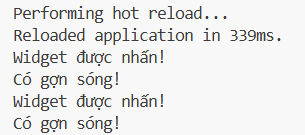 Performing hot reload...
Reloaded application in 339ms.
Widget được nhấn!
Có gợn sóng!
Widget được nhấn!
Có gợn sóng!